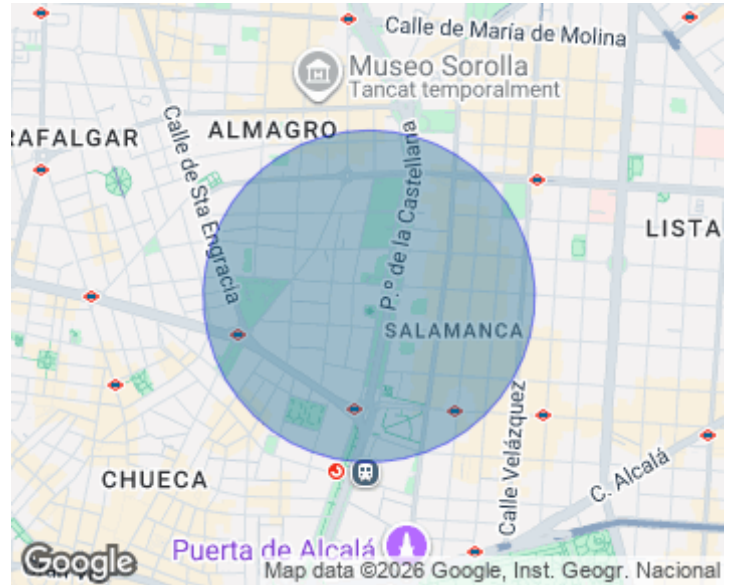 Calle de María de Molina
Museo Sorolla
Tancat temporalment
ALMAGRO
RAFALGAR
Calle de Sta Engracia
P.º de la Castellana
LISTA
SALAMANCA
Calle Velázquez
CHUECA
C. Alcalá
Puerta de Alcalá
Google
Map data ©2026 Google, Inst. Geogr. Nacional